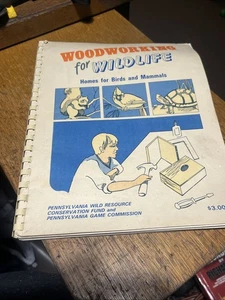 WOODWORKING
for WILDLIFE
Homes for Birds and Mammals
PENNSYLVANIA WILD RESOURCE
CONSERVATION FUND and
PENNSYLVANIA GAME COMMISSION
$3.00